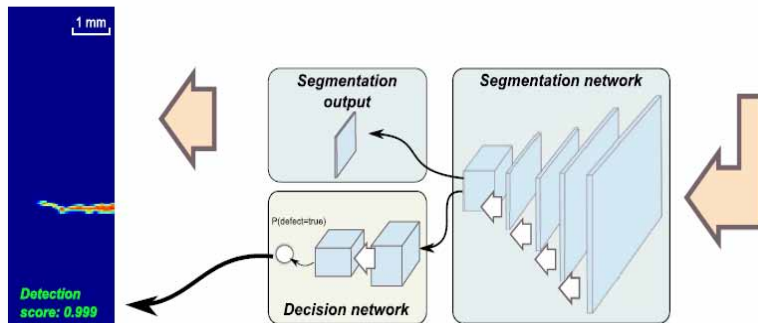 1 mm
Detection
score: 0.999
Segmentation
output
Segmentation network
P(defect=true)
Decision network